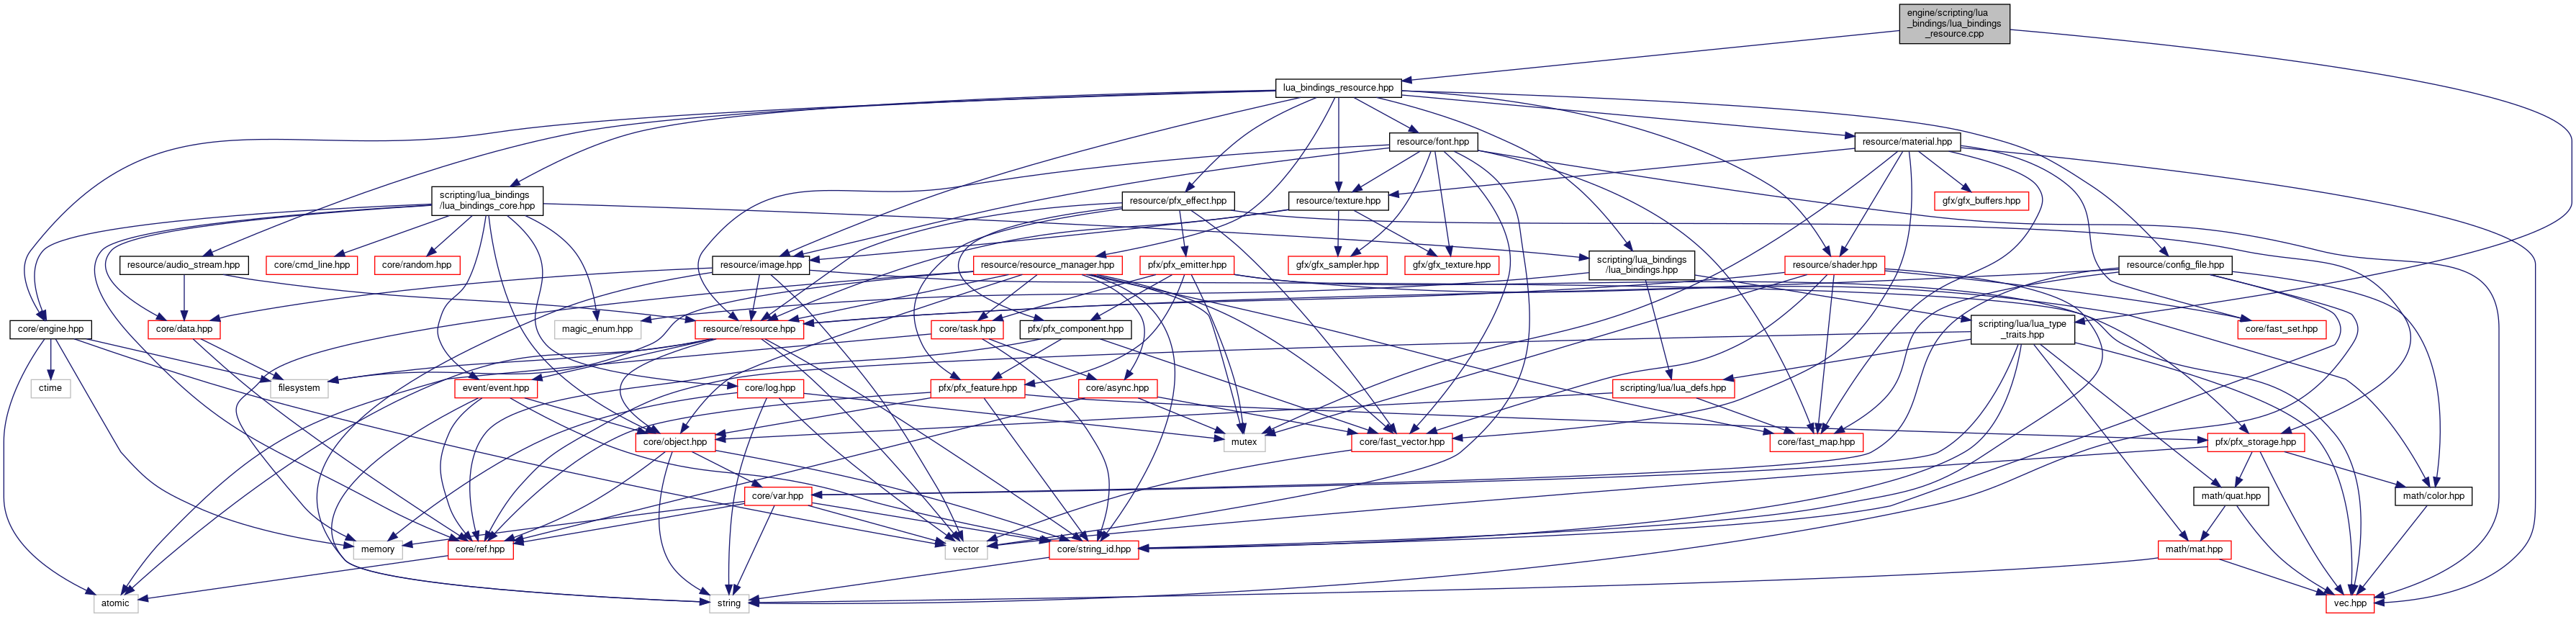 engine/scripting/lua
_bindings/lua_bindings
_resource.cpp
lua_bindings_resource.hpp
resource/font.hpp
resource/material.hpp
scripting/lua_bindings
/lua_bindings_core.hpp
resource/pfx_effect.hpp
resource/texture.hpp
gfx/gfx_buffers.hpp
resource/audio_stream.hpp
core/cmd_line.hpp
core/random.hpp
resource/image.hpp
resource/resource_manager.hpp
pfx/pfx_emitter.hpp
gfx/gfx_sampler.hpp
gfx/gfx_texture.hpp
scripting/lua_bindings
/lua_bindings.hpp
resource/shader.hpp
resource/config_file.hpp
core/engine.hpp
core/data.hpp
magic_enum.hpp
resource/resource.hpp
core/task.hpp
pfx/pfx_component.hpp
scripting/lua/lua_type
_traits.hpp
core/fast_set.hpp
ctime
filesystem
event/event.hpp
core/log.hpp
pfx/pfx_feature.hpp
core/async.hpp
scripting/lua/lua_defs.hpp
core/object.hpp
mutex
core/fast_vector.hpp
core/fast_map.hpp
pfx/pfx_storage.hpp
core/var.hpp
math/quat.hpp
math/color.hpp
memory
core/ref.hpp
vector
core/string_id.hpp
math/mat.hpp
atomic
string
vec.hpp